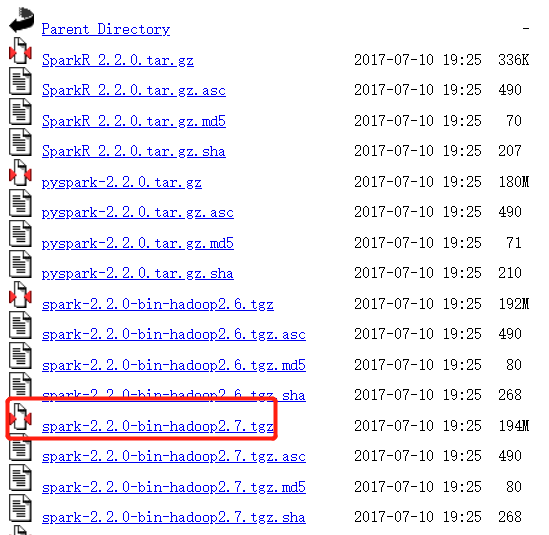 Parent Directory -
SparkR_2.2.0.tar.gz 2017-07-10 19:25 336K
SparkR_2.2.0.tar.gz.asc 2017-07-10 19:25 490
SparkR_2.2.0.tar.gz.md5 2017-07-10 19:25 70
SparkR_2.2.0.tar.gz.sha 2017-07-10 19:25 207
pyspark-2.2.0.tar.gz 2017-07-10 19:25 180M
pyspark-2.2.0.tar.gz.asc 2017-07-10 19:25 490
pyspark-2.2.0.tar.gz.md5 2017-07-10 19:25 71
pyspark-2.2.0.tar.gz.sha 2017-07-10 19:25 210
spark-2.2.0-bin-hadoop2.6.tgz 2017-07-10 19:25 192M
spark-2.2.0-bin-hadoop2.6.tgz.asc 2017-07-10 19:25 490
spark-2.2.0-bin-hadoop2.6.tgz.md5 2017-07-10 19:25 80
spark-2.2.0-bin-hadoop2.6.tgz.sha 2017-07-10 19:25 268
spark-2.2.0-bin-hadoop2.7.tgz 2017-07-10 19:25 194M
spark-2.2.0-bin-hadoop2.7.tgz.asc 2017-07-10 19:25 490
spark-2.2.0-bin-hadoop2.7.tgz.md5 2017-07-10 19:25 80
spark-2.2.0-bin-hadoop2.7.tgz.sha 2017-07-10 19:25 268